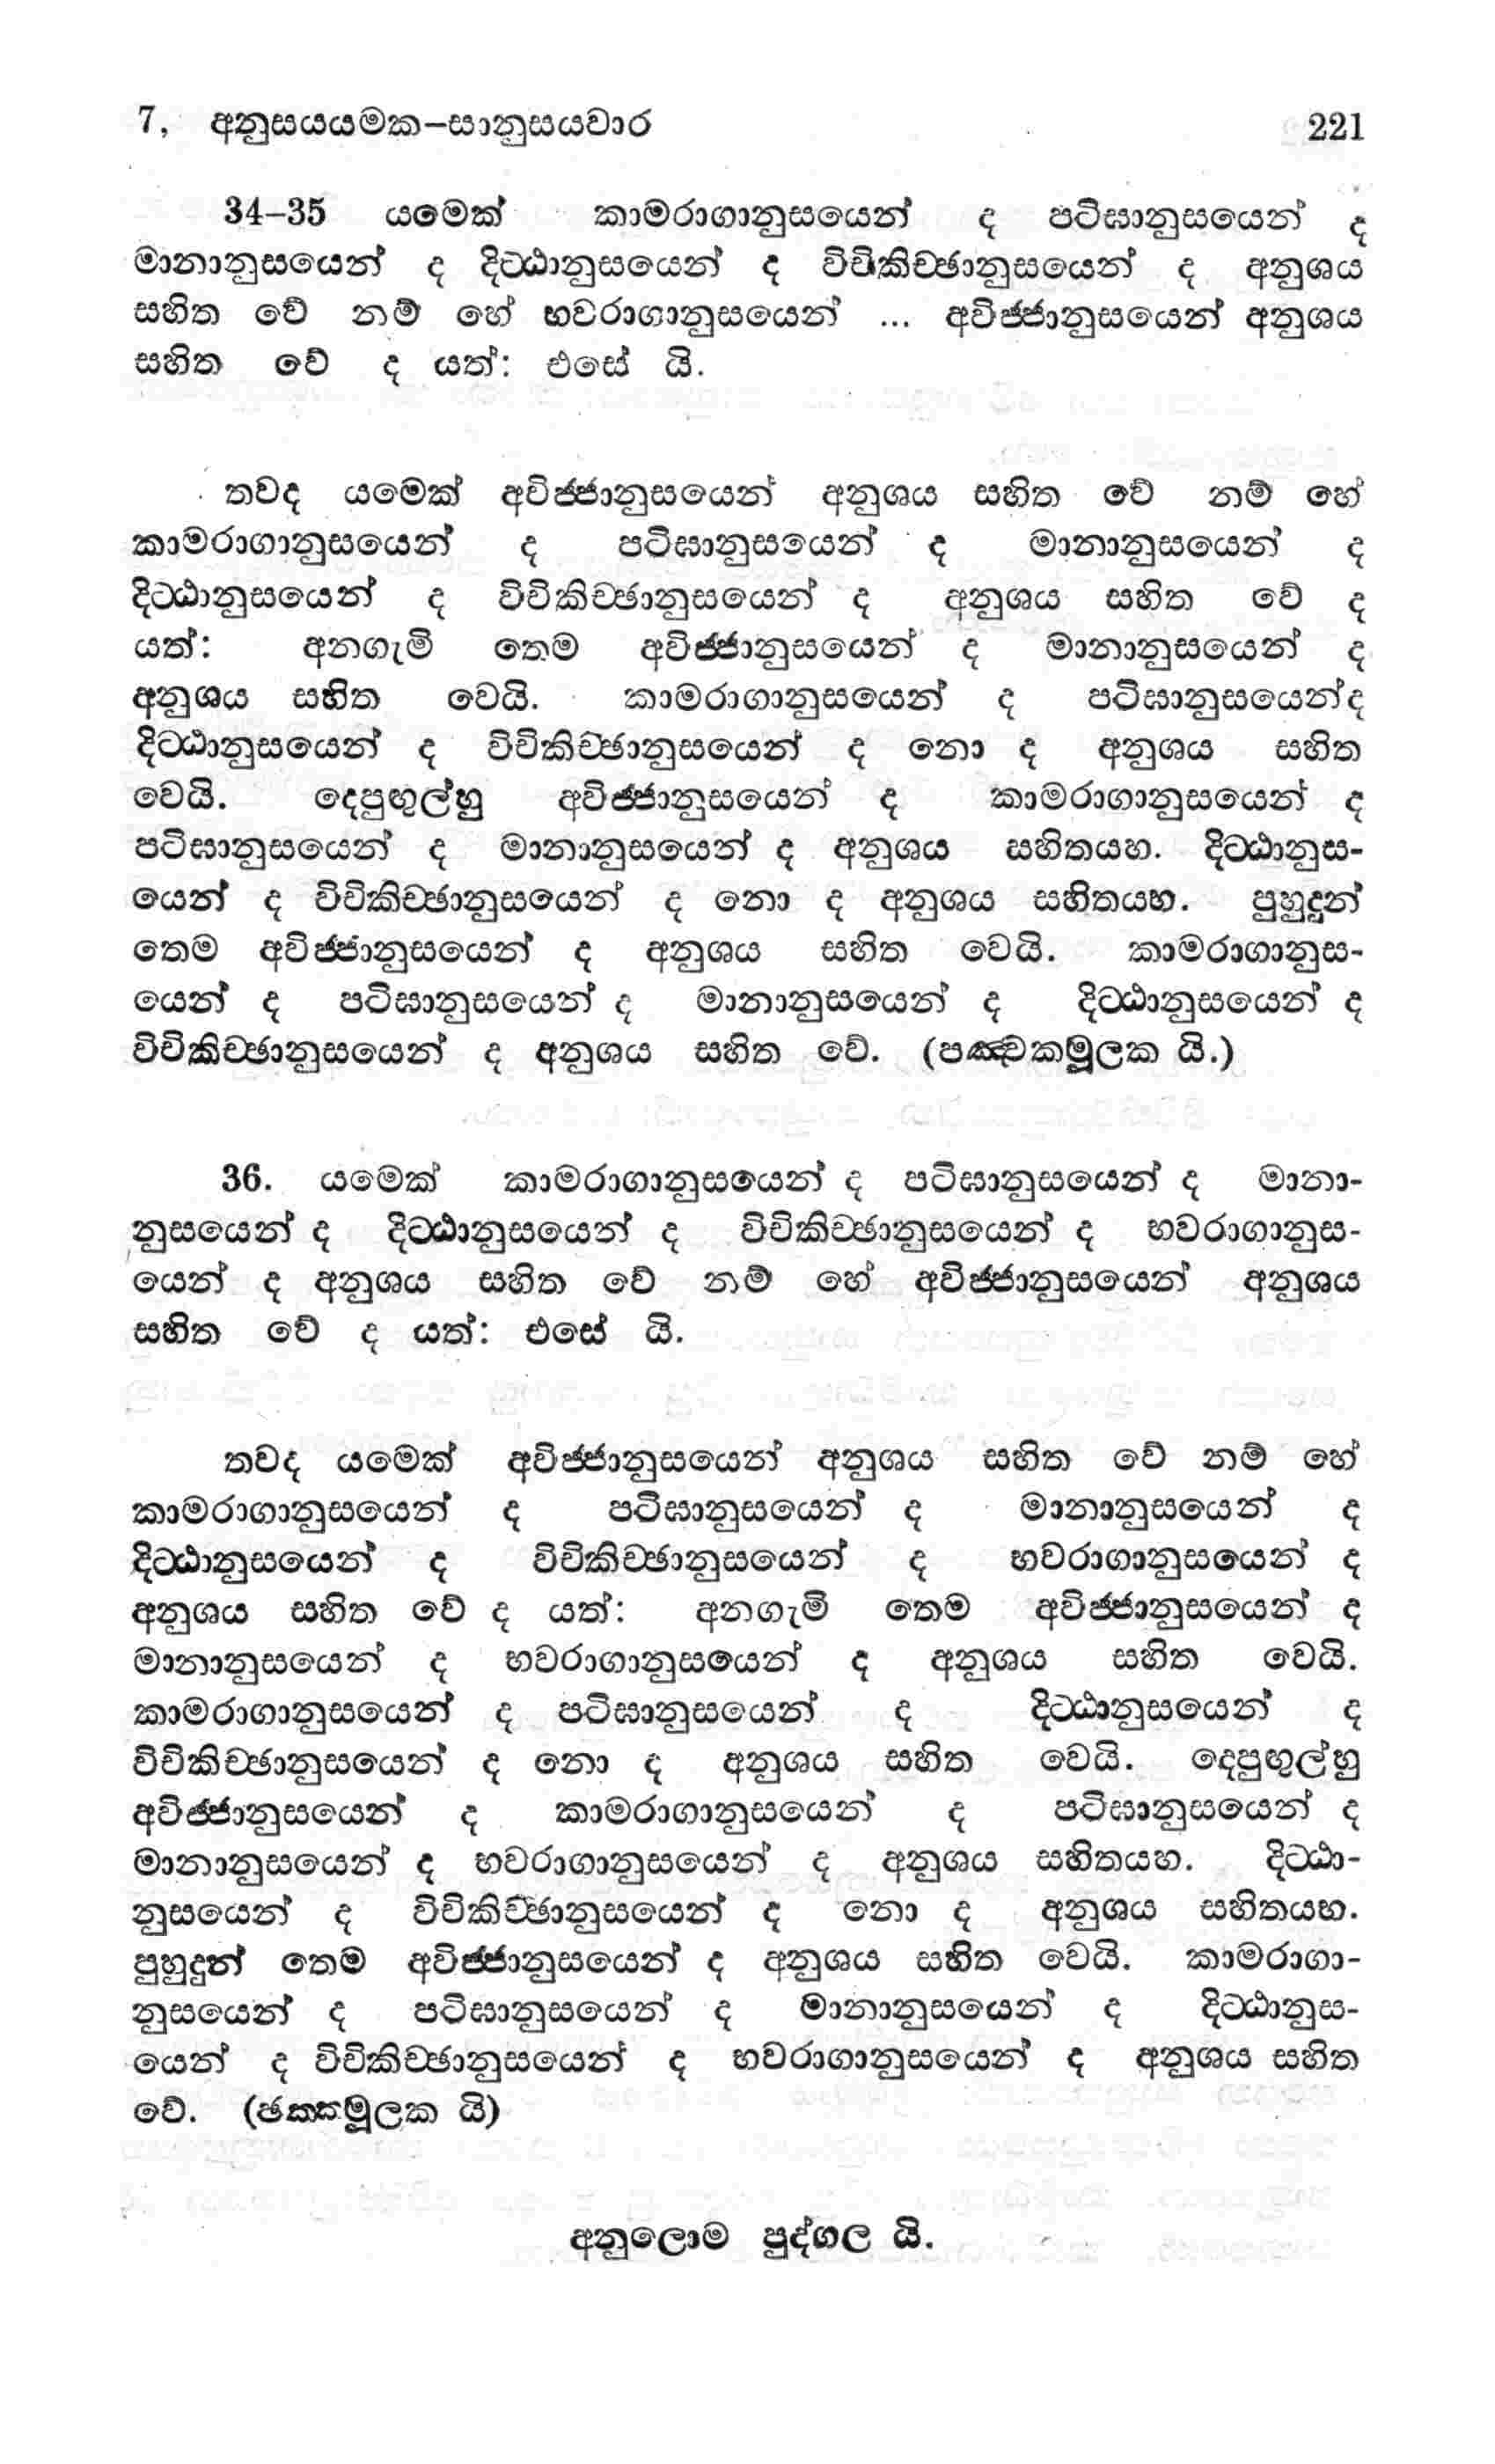 7, අනුසයයමක–සානුසයවාර 221
34–35 යමෙක් කාමරාගානුසයෙන් ද පටිඝානුසයෙන් ද
මානානුසයෙන් ද දිට්ඨානුසයෙන් ද විචිකිච්ඡානුසයෙන් ද අනුශය
සහිත වේ නම් හේ භවරාගානුසයෙන් ... අවිජ්ජානුසයෙන් අනුශය
සහිත වේ ද යත්: එසේ යි.
තවද යමෙක් අවිජ්ජානුසයෙන් අනුශය සහිත වේ නම් හේ
කාමරාගානුසයෙන් ද පටිඝානුසයෙන් ද මානානුසයෙන් ද
දිට්ඨානුසයෙන් ද විචිකිච්ඡානුසයෙන් ද අනුශය සහිත වේ ද
යත්: අනගැමි තෙම අවිජ්ජානුසයෙන් ද මානානුසයෙන් ද
අනුශය සහිත වෙයි. කාමරාගානුසයෙන් ද පටිඝානුසයෙන්ද
දිට්ඨානුසයෙන් ද විචිකිච්ඡානුසයෙන් ද නො ද අනුශය සහිත
වෙයි. දෙපුඟුල්හු අවිජ්ජානුසයෙන් ද කාමරාගානුසයෙන් ද
පටිඝානුසයෙන් ද මානානුසයෙන් ද අනුශය සහිතයහ. දිට්ඨානුස-
යෙන් ද විචිකිච්ඡානුසයෙන් ද නො ද අනුශය සහිතයහ. පුහුදුන්
තෙම අවිජ්ජානුසයෙන් ද අනුශය සහිත වෙයි. කාමරාගානුස-
යෙන් ද පටිඝානුසයෙන් ද මානානුසයෙන් ද දිට්ඨානුසයෙන් ද
විචිකිච්ඡානුසයෙන් ද අනුශය සහිත වේ. (පඤ්චකමූලක යි.)
36. යමෙක් කාමරාගානුසයෙන් ද පටිඝානුසයෙන් ද මානා-
නුසයෙන් ද දිට්ඨානුසයෙන් ද විචිකිච්ඡානුසයෙන් ද භවරාගානුස-
යෙන් ද අනුශය සහිත වේ නම් හේ අවිජ්ජානුසයෙන් අනුශය
සහිත වේ ද යත්: එසේ යි.
තවද යමෙක් අවිජ්ජානුසයෙන් අනුශය සහිත වේ නම් හේ
කාමරාගානුසයෙන් ද පටිඝානුසයෙන් ද මානානුසයෙන් ද
දිට්ඨානුසයෙන් ද විචිකිච්ඡානුසයෙන් ද භවරාගානුසයෙන් ද
අනුශය සහිත වේ ද යත්: අනගැමි තෙම අවිජ්ජානුසයෙන් ද
මානානුසයෙන් ද භවරාගානුසයෙන් ද අනුශය සහිත වෙයි.
කාමරාගානුසයෙන් ද පටිඝානුසයෙන් ද දිට්ඨානුසයෙන් ද
විචිකිච්ඡානුසයෙන් ද නො ද අනුශය සහිත වෙයි. දෙපුඟුල්හු
අවිජ්ජානුසයෙන් ද කාමරාගානුසයෙන් ද පටිඝානුසයෙන් ද
මානානුසයෙන් ද භවරාගානුසයෙන් ද අනුශය සහිතයහ. දිට්ඨා-
නුසයෙන් ද විචිකිච්ඡානුසයෙන් ද නො ද අනුශය සහිතයහ.
පුහුදුන් තෙම අවිජ්ජානුසයෙන් ද අනුශය සහිත වෙයි. කාමරාගා-
නුසයෙන් ද පටිඝානුසයෙන් ද මානානුසයෙන් ද දිට්ඨානුස-
යෙන් ද විචිකිච්ඡානුසයෙන් ද භවරාගානුසයෙන් ද අනුශය සහිත
වේ. (ඡක්කමූලක යි)
අනුලොම පුද්ගල යි.